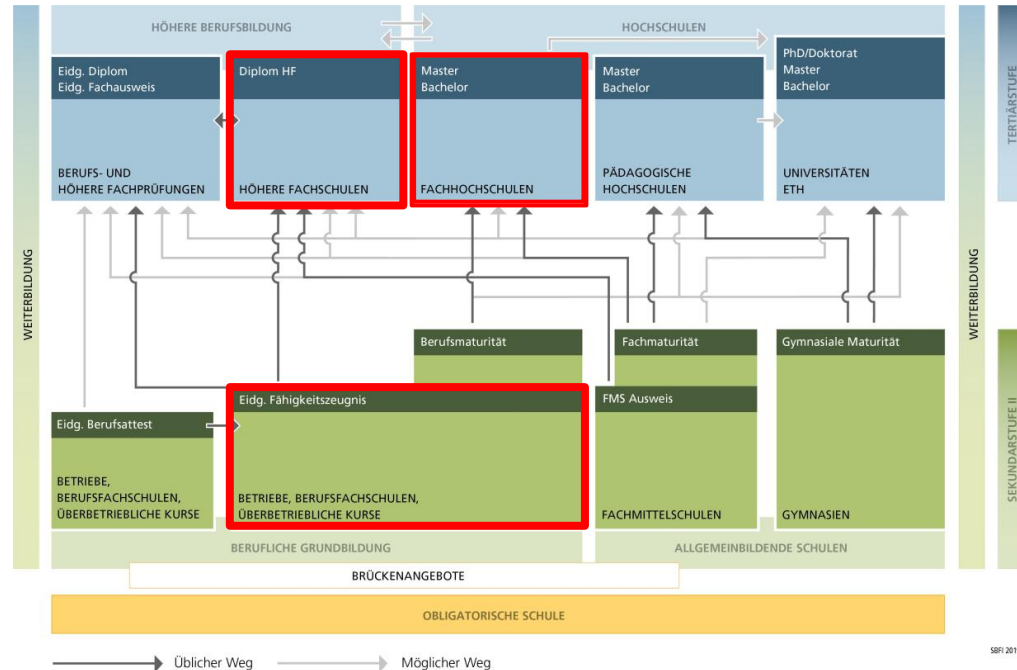 HÖHERE BERUFSBILDUNG
HOCHSCHULEN
Eidg. Diplom
Eidg. Fachausweis
Diplom HF
Master
Bachelor
Master
Bachelor
PhD/Doktorat
Master
Bachelor
BERUFS- UND
HÖHERE FACHPRÜFUNGEN
HÖHERE FACHSCHULEN
FACHHOCHSCHULEN
PÄDAGOGISCHE
HOCHSCHULEN
UNIVERSITÄTEN
ETH
TERTIÄRSTUFE
WEITERBILDUNG
WEITERBILDUNG
Berufsmaturität
Fachmaturität
Gymnasiale Maturität
Eidg. Fähigkeitszeugnis
FMS Ausweis
Eidg. Berufsattest
BETRIEBE,
BERUFSFACHSCHULEN,
ÜBERBETRIEBLICHE KURSE
BETRIEBE, BERUFSFACHSCHULEN,
ÜBERBETRIEBLICHE KURSE
FACHMITTELSCHULEN
GYMNASIEN
SEKUNDARSTUFE II
BERUFLICHE GRUNDBILDUNG
ALLGEMEINBILDENDE SCHULEN
BRÜCKENANGEBOTE
OBLIGATORISCHE SCHULE
Üblicher Weg
Möglicher Weg
SBFI